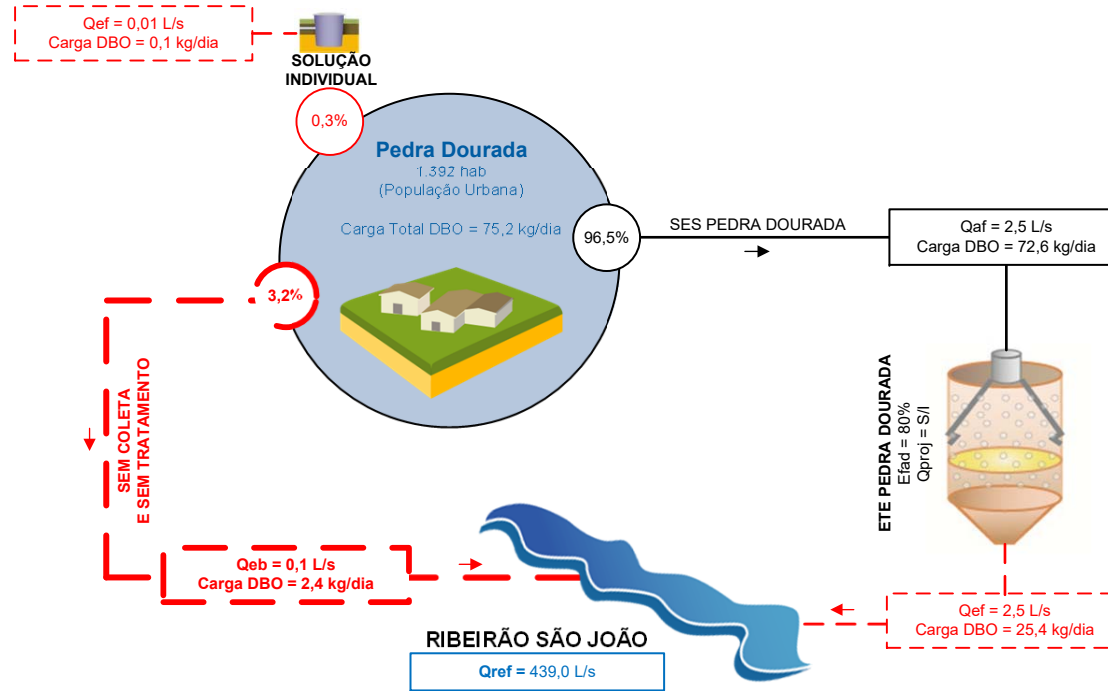 Qef = 0,01 L/s
Carga DBO = 0,1 kg/dia
SOLUÇÃO
INDIVIDUAL
0,3%
Pedra Dourada
1.392 hab
(População Urbana)
Carga Total DBO = 75,2 kg/dia
96,5%
SES PEDRA DOURADA
Qaf = 2,5 L/s
Carga DBO = 72,6 kg/dia
3,2%
SEM COLETA
E SEM TRATAMENTO
ETE PEDRA DOURADA
Efad = 80%
Qproj = S/I
Qeb = 0,1 L/s
Carga DBO = 2,4 kg/dia
Qef = 2,5 L/s
Carga DBO = 25,4 kg/dia
RIBEIRÃO SÃO JOÃO
Qref = 439,0 L/s